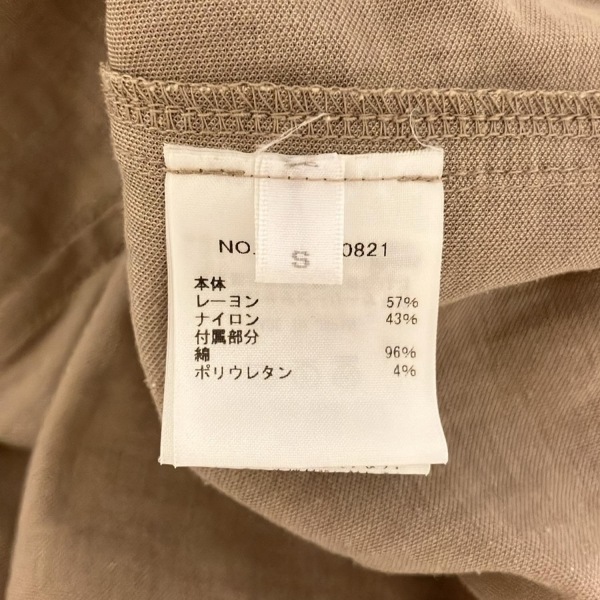 NO. 0821
S
本体
レーヨン 57%
ナイロン 43%
付属部分
綿 96%
ポリウレタン 4%